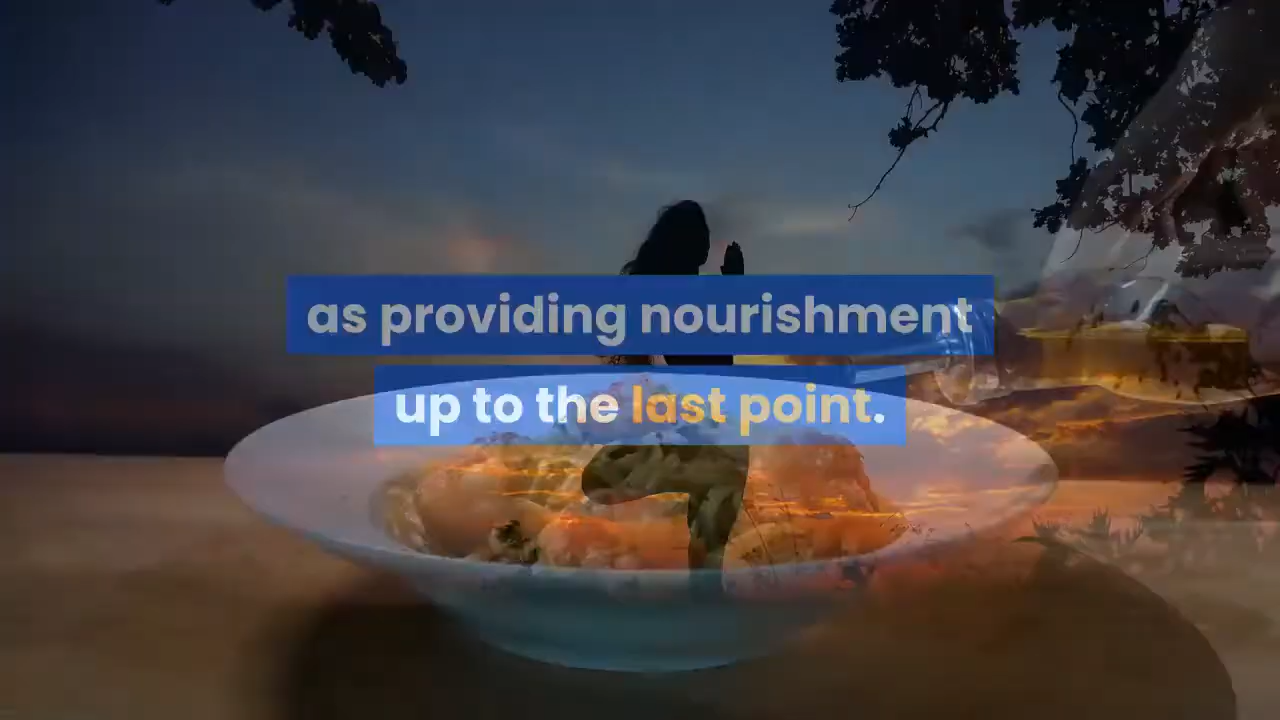 as providing nourishment
up to the last point.